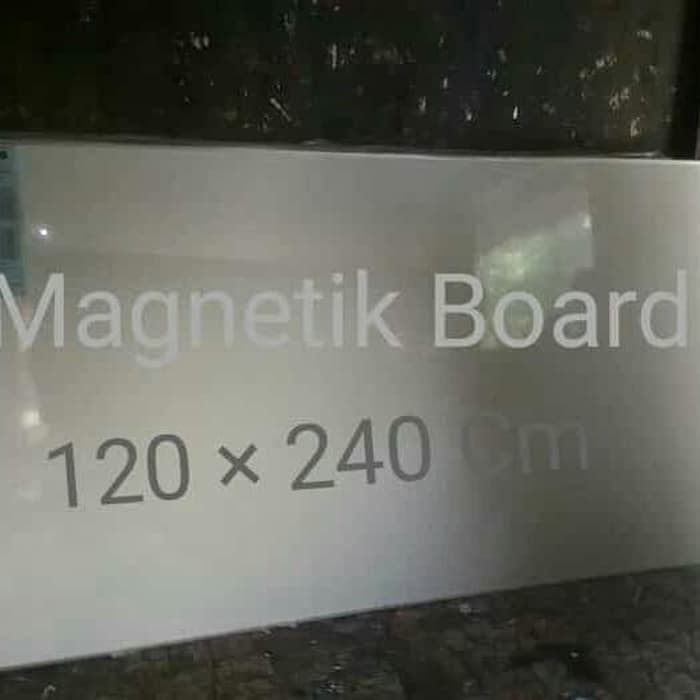 Magnetik Board
120 × 240 Cm